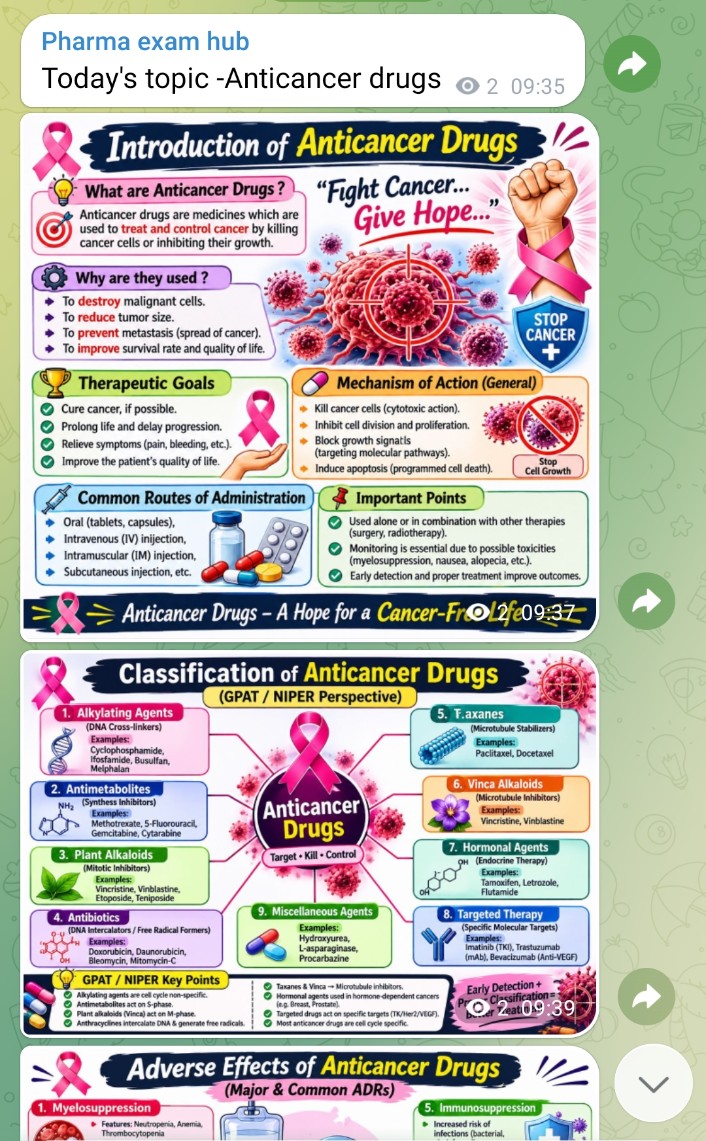 Pharma exam hub
Today's topic -Anticancer drugs
2 09:35
Introduction of Anticancer Drugs
What are Anticancer Drugs ?
Anticancer drugs are medicines which are
used to treat and control cancer by killing
cancer cells or inhibiting their growth.
"Fight Cancer...
Give Hope..."
Why are they used ?
To destroy malignant cells.
To reduce tumor size.
To prevent metastasis (spread of cancer).
To improve survival rate and quality of life.
STOP
CANCER
Therapeutic Goals
Cure cancer, if possible.
Prolong life and delay progression.
Relieve symptoms (pain, bleeding, etc.).
Improve the patient's quality of life.
Mechanism of Action (General)
Kill cancer cells (cytotoxic action).
Inhibit cell division and proliferation.
Block growth signals
(targeting molecular pathways).
Induce apoptosis (programmed cell death).
Stop
Cell Growth
Common Routes of Administration
Oral (tablets, capsules),
Intravenous (IV) inijection,
Intramuscular (IM) injection,
Subcutaneous injection, etc.
Important Points
Used alone or in combination with other therapies
(surgery, radiotherapy).
Monitoring is essential due to possible toxicities
(myelosuppression, nausea, alopecia, etc.).
Early detection and proper treatment improve outcomes.
Anticancer Drugs – A Hope for a Cancer-Free Life
2 09:37
Classification of Anticancer Drugs
(GPAT / NIPER Perspective)
1. Alkylating Agents
(DNA Cross-linkers)
Examples:
Cyclophosphamide,
Ifosfamide, Busulfan,
Melphalan
2. Antimetabolites
(Synthess Inhibitors)
NH2
Examples:
Methotrexate, 5-Fluorouracil,
Gemcitabine, Cytarabine
3. Plant Alkaloids
(Mitotic Inhibitors)
Examples:
Vincristine, Vinblastine,
Etoposide, Teniposide
4. Antibiotics
(DNA Intercalators / Free Radical Formers)
Examples:
Doxorubicin, Daunorubicin,
Bleomycin, Mitomycin-C
Anticancer
Drugs
Target • Kill • Control
9. Miscellaneous Agents
Examples:
Hydroxyurea,
L-asparaginase,
Procarbazine
5. Taxanes
(Microtubule Stabilizers)
Examples:
Paclitaxel, Docetaxel
6. Vinca Alkaloids
(Microtubule Inhibitors)
Examples:
Vincristine, Vinblastine
7. Hormonal Agents
(Endocrine Therapy)
OH
OH
Examples:
Tamoxifen, Letrozole,
Flutamide
8. Targeted Therapy
(Specific Molecular Targets)
Examples:
Imatinib (TKI), Trastuzumab
(mAb), Bevacizumab (Anti-VEGF)
GPAT / NIPER Key Points
Alkylating agents are cell cycle non-specific.
Antimetabolites act on S-phase.
Plant alkaloids (Vinca) act on M-phase.
Anthracyclines intercalate DNA & generate free radicals.
Taxanes & Vinca → Microtubule inhibitors.
Hormonal agents used in hormone-dependent cancers
(e.g. Breast, Prostate).
Targeted drugs act on specific targets (TK/Her2/VEGF).
Most anticancer drugs are cell cycle specific.
Early Detection +
Classification=
2 09:39
Adverse Effects of Anticancer Drugs
(Major & Common ADRs)
1. Myelosuppression
Features: Neutropenia, Anemia,
Thrombocytopenia
5. Immunosuppression
Increased risk of
infections (bacterial,